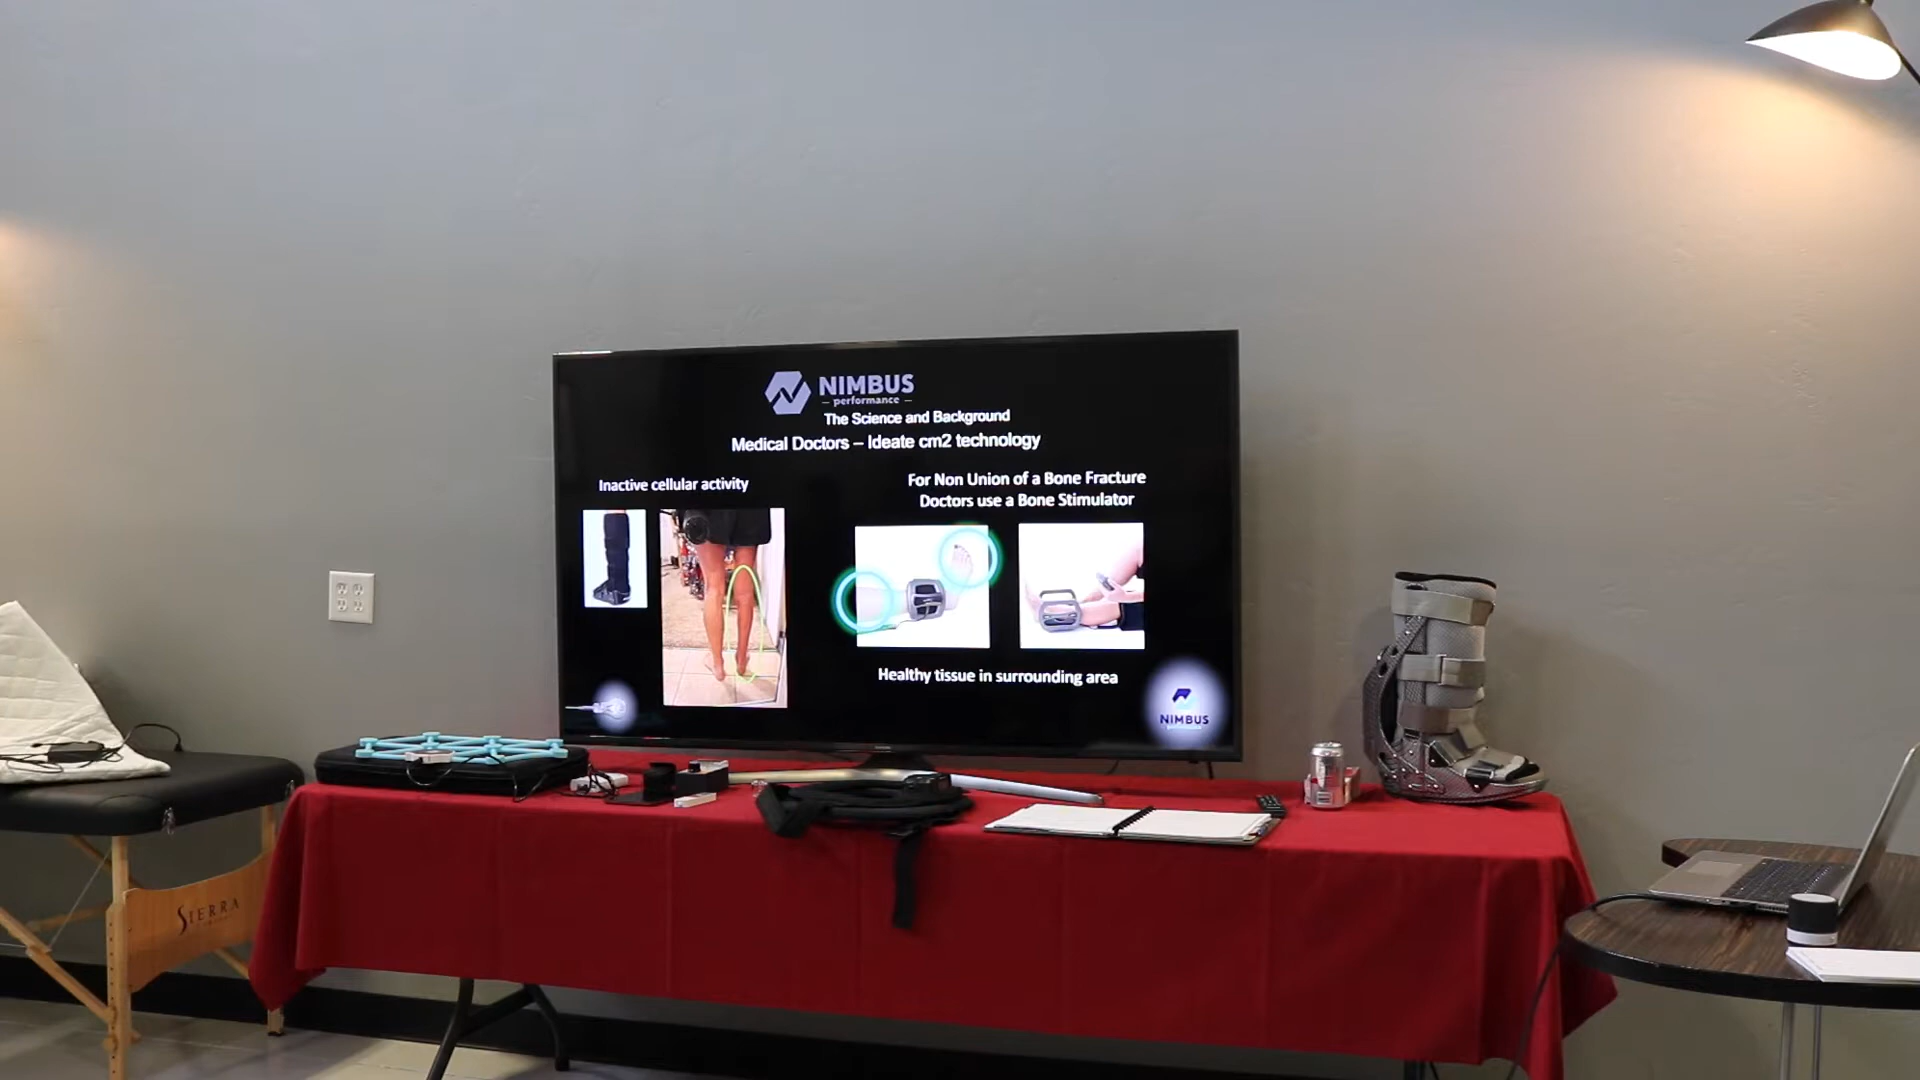 NIMBUS
performance
The Science and Background
Medical Doctors – Ideate cm2 technology
Inactive cellular activity
For Non Union of a Bone Fracture
Doctors use a Bone Stimulator
Healthy tissue in surrounding area
NIMBUS
SIERRA